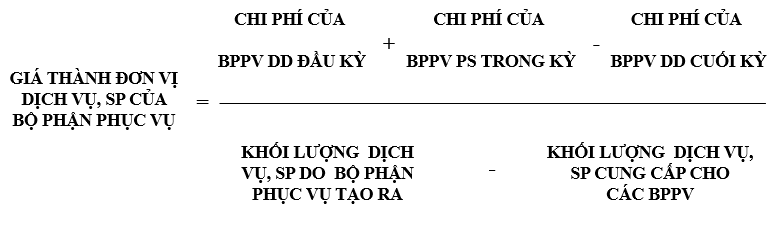 CHI PHÍ CỦA CHI PHÍ CỦA CHI PHÍ CỦA
+ -
BPPV DD ĐẦU KỲ BPPV PS TRONG KỲ BPPV DD CUỐI KỲ
GIÁ THÀNH ĐƠN VỊ
DỊCH VỤ, SP CỦA =
BỘ PHẬN PHỤC VỤ
KHỐI LƯỢNG DỊCH KHỐI LƯỢNG DỊCH VỤ,
VỤ, SP DO BỘ PHẬN - SP CUNG CẤP CHO
PHỤC VỤ TẠO RA CÁC BPPV